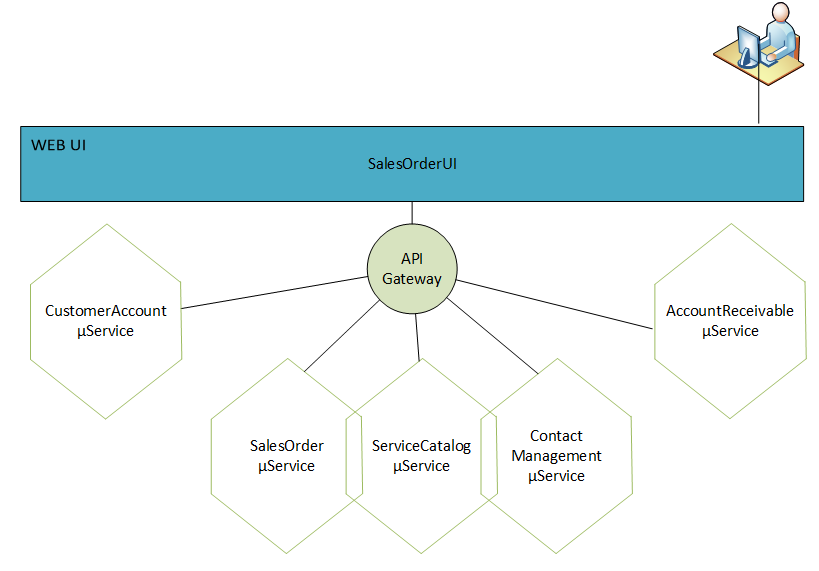 WEB UI
SalesOrderUI
API
Gateway
CustomerAccount
µService
AccountReceivable
µService
SalesOrder
µService
ServiceCatalog
µService
Contact
Management
µService